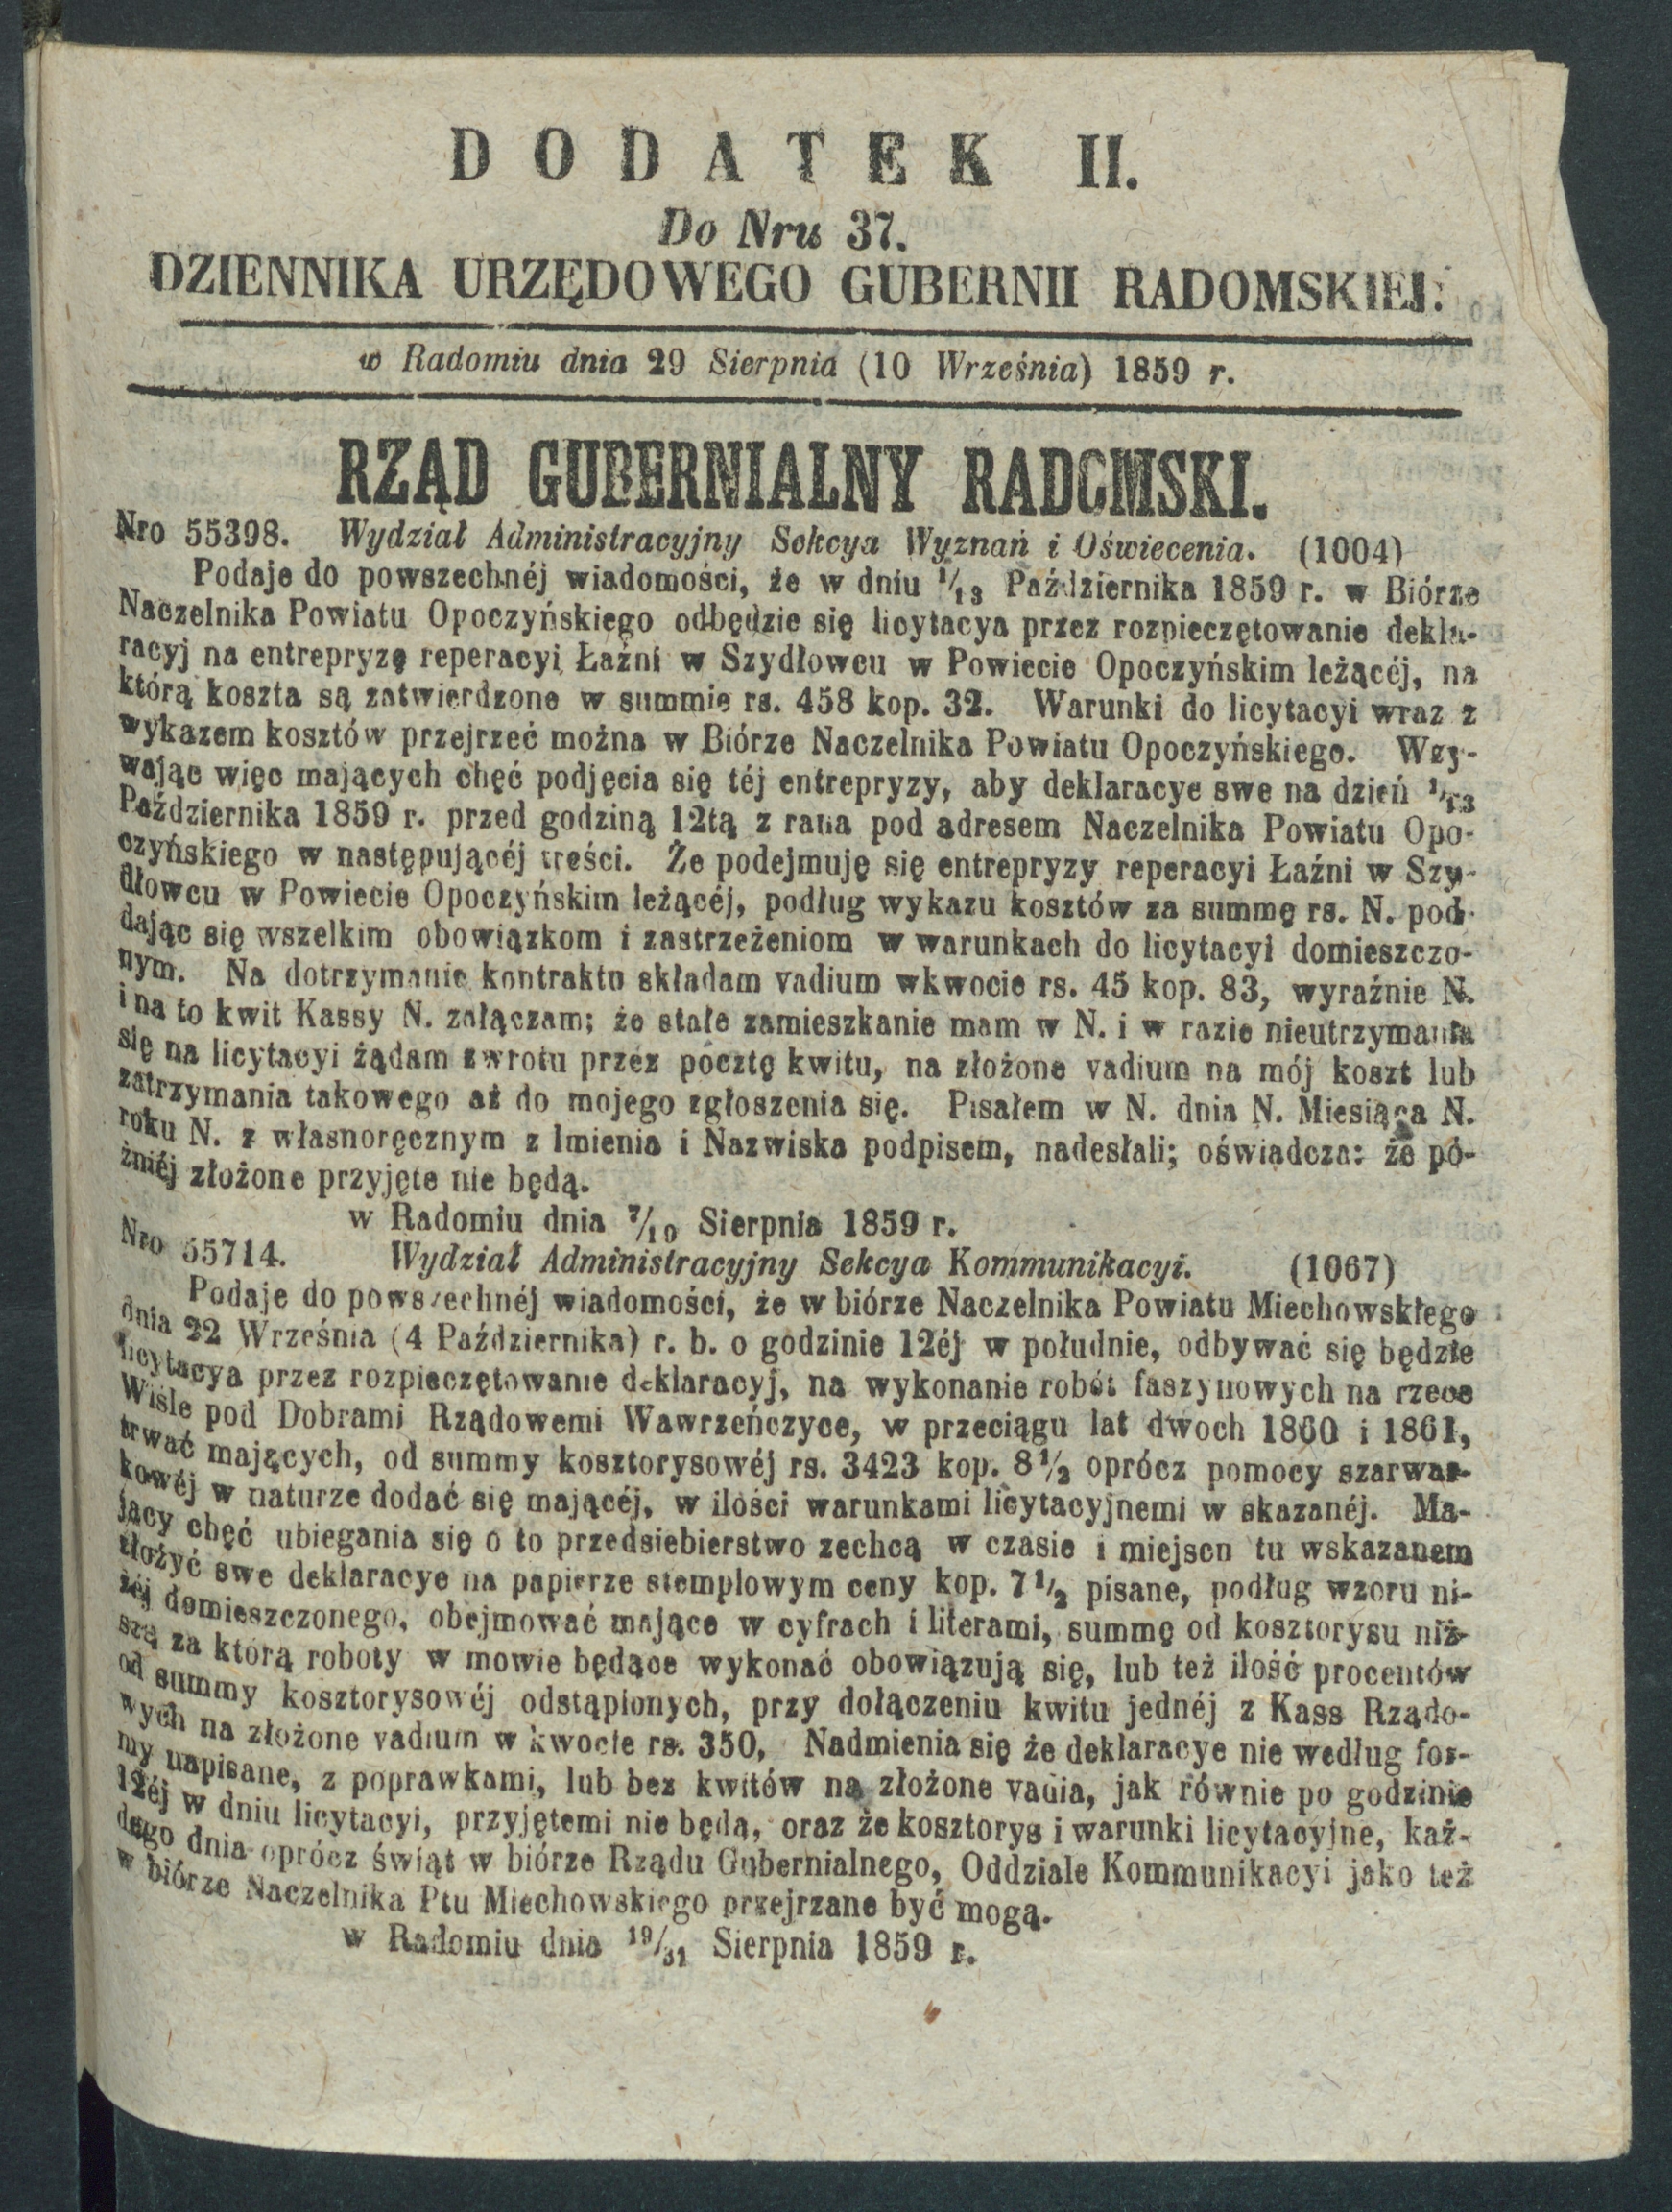 DODATEK II.
Do Nru 37.
DZIENNIKA URZĘDOWEGO GUBERNII RADOMSKIEJ.
w Radomiu dnia 29 Sierpnia (10 Września) 1859 r.
RZĄD GUBERNIALNY RADOMSKI.
Nro 55398. Wydział Administracyjny Sekcya Wyznań i Oświecenia. (1004)
Podaje do powszechnéj wiadomości, że w dniu 1/13 Października 1859 r. w Biórze
Naczelnika Powiatu Opoczyńskiego odbędzie się licytacya przez rozpieczętowanie dekla-
racyj na entrepryzę reperacyi Łaźni w Szydłowcu w Powiecie Opoczyńskim leżącéj, na
którą koszta są zatwierdzone w summie rs. 458 kop. 32. Warunki do licytacyi wraz z
wykazem kosztów przejrzeć można w Biórze Naczelnika Powiatu Opoczyńskiego. Wzy-
wając więc mających chęć podjęcia się téj entrepryzy, aby deklaracye swe na dzień 1/13
Października 1859 r. przed godziną 12tą z rana pod adresem Naczelnika Powiatu Opo-
czyńskiego w następującéj treści. Że podejmuję się entrepryzy reperacyi Łaźni w Szy-
dłowcu w Powiecie Opoczyńskim leżącéj, podług wykazu kosztów za summę rs. N. pod-
dając się wszelkim obowiązkom i zastrzeżeniom w warunkach do licytacyi domieszczo-
nym. Na dotrzymanie kontraktu składam vadium wkwocie rs. 45 kop. 83, wyraźnie N.
i na to kwit Kassy N. załączam; że stałe zamieszkanie mam w N. i w razie nieutrzymania
się na licytacyi żądam zwrotu przez pocztę kwitu, na złożone vadium na mój koszt lub
zatrzymania takowego aż do mojego zgłoszenia się. Pisałem w N. dnia N. Miesiąca N.
roku N. z własnoręcznym z Imienia i Nazwiska podpisem, nadesłali; oświadcza: że pó-
źniéj złożone przyjęte nie będą.
w Radomiu dnia 7/19 Sierpnia 1859 r.
Nro 55714. Wydział Administracyjny Sekcya Kommunikacyi. (1067)
Podaje do powszechnéj wiadomości, że w biórze Naczelnika Powiatu Miechowskiego
dnia 22 Września (4 Października) r. b. o godzinie 12éj w południe, odbywać się będzie
licytacya przez rozpieczętowanie deklaracyj, na wykonanie robót faszynowych na rzece
Wiśle pod Dobrami Rządowemi Wawrzeńczyce, w przeciągu lat dwoch 1860 i 1861,
trwać mających, od summy kosztorysowéj rs. 3423 kop. 8½ oprócz pomocy szarwar-
kowéj w naturze dodać się mającéj, w ilości warunkami licytacyjnemi w skazanéj. Ma-
jący chęć ubiegania się o to przedsiebierstwo zechcą w czasie i miejscu tu wskazanem
złożyć swe deklaracye na papierze stemplowym ceny kop. 7½ pisane, podług wzoru ni-
żéj domieszczonego, obejmować mające w cyfrach i literami, summę od kosztorysu niż-
szą za którą roboty w mowie będące wykonać obowiązują się, lub też ilość procentów
od summy kosztorysowéj odstąpionych, przy dołączeniu kwitu jednéj z Kass Rządo-
wych na złożone vadium w kwocie rs. 350, Nadmienia się że deklaracye nie według for-
my napisane, z poprawkami, lub bez kwitów na złożone vadia, jak równie po godzinie
12éj w dniu licytacyi, przyjętemi nie będą, oraz że kosztorys i warunki licytacyjne, każ-
dego dnia oprócz świąt w biórze Rządu Gubernialnego, Oddziale Kommunikacyi jako też
w biórze Naczelnika Ptu Miechowskiego przejrzane być mogą.
w Radomiu dnia 19/31 Sierpnia 1859 r.